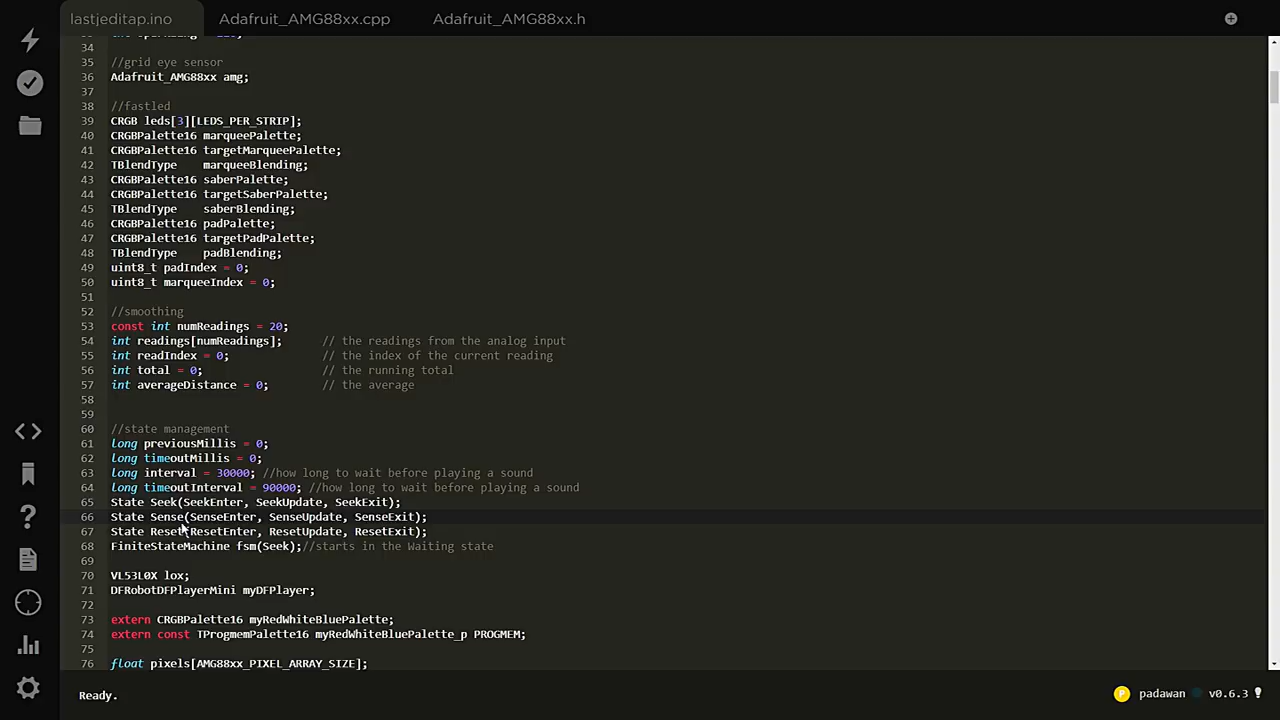 lastjeditap.ino Adafruit_AMG88xx.cpp Adafruit_AMG88xx.h
34
35 //grid eye sensor
36 Adafruit_AMG88xx amg;
37
38 //fastled
39 CRGB leds[3][LEDS_PER_STRIP];
40 CRGBPalette16 marqueePalette;
41 CRGBPalette16 targetMarqueePalette;
42 TBlendType    marqueeBlending;
43 CRGBPalette16 saberPalette;
44 CRGBPalette16 targetSaberPalette;
45 TBlendType    saberBlending;
46 CRGBPalette16 padPalette;
47 CRGBPalette16 targetPadPalette;
48 TBlendType    padBlending;
49 uint8_t padIndex = 0;
50 uint8_t marqueeIndex = 0;
51
52 //smoothing
53 const int numReadings = 20;
54 int readings[numReadings];      // the readings from the analog input
55 int readIndex = 0;              // the index of the current reading
56 int total = 0;                  // the running total
57 int averageDistance = 0;        // the average
58
59
60 //state management
61 long previousMillis = 0;
62 long timeoutMillis = 0;
63 long interval = 30000; //how long to wait before playing a sound
64 long timeoutInterval = 90000; //how long to wait before playing a sound
65 State Seek(SeekEnter, SeekUpdate, SeekExit);
66 State Sense(SenseEnter, SenseUpdate, SenseExit);
67 State Reset(ResetEnter, ResetUpdate, ResetExit);
68 FiniteStateMachine fsm(Seek);//starts in the Waiting state
69
70 VL53L0X lox;
71 DFRobotDFPlayerMini myDFPlayer;
72
73 extern CRGBPalette16 myRedWhiteBluePalette;
74 extern const TProgmemPalette16 myRedWhiteBluePalette_p PROGMEM;
75
76 float pixels[AMG88xx_PIXEL_ARRAY_SIZE];
Ready. P padawan v0.6.3